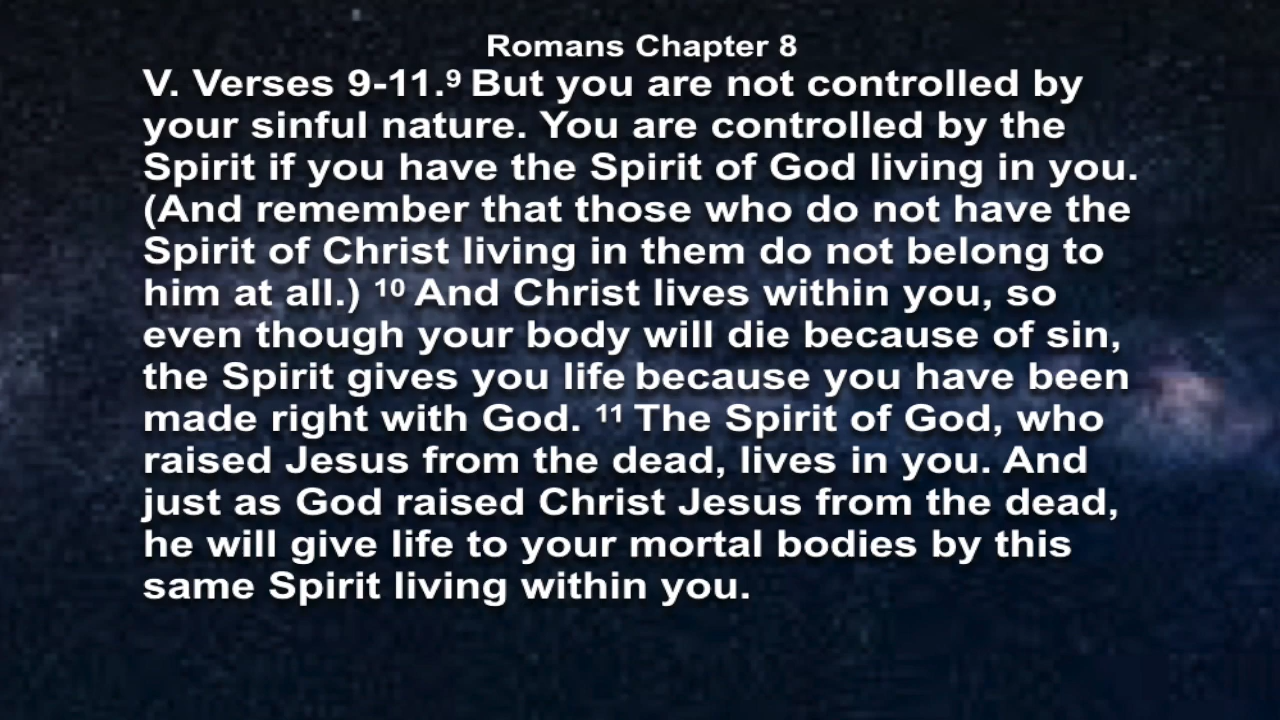 Romans Chapter 8
V. Verses 9-11.⁹ But you are not controlled by
your sinful nature. You are controlled by the
Spirit if you have the Spirit of God living in you.
(And remember that those who do not have the
Spirit of Christ living in them do not belong to
him at all.) ¹⁰ And Christ lives within you, so
even though your body will die because of sin,
the Spirit gives you life because you have been
made right with God. ¹¹ The Spirit of God, who
raised Jesus from the dead, lives in you. And
just as God raised Christ Jesus from the dead,
he will give life to your mortal bodies by this
same Spirit living within you.